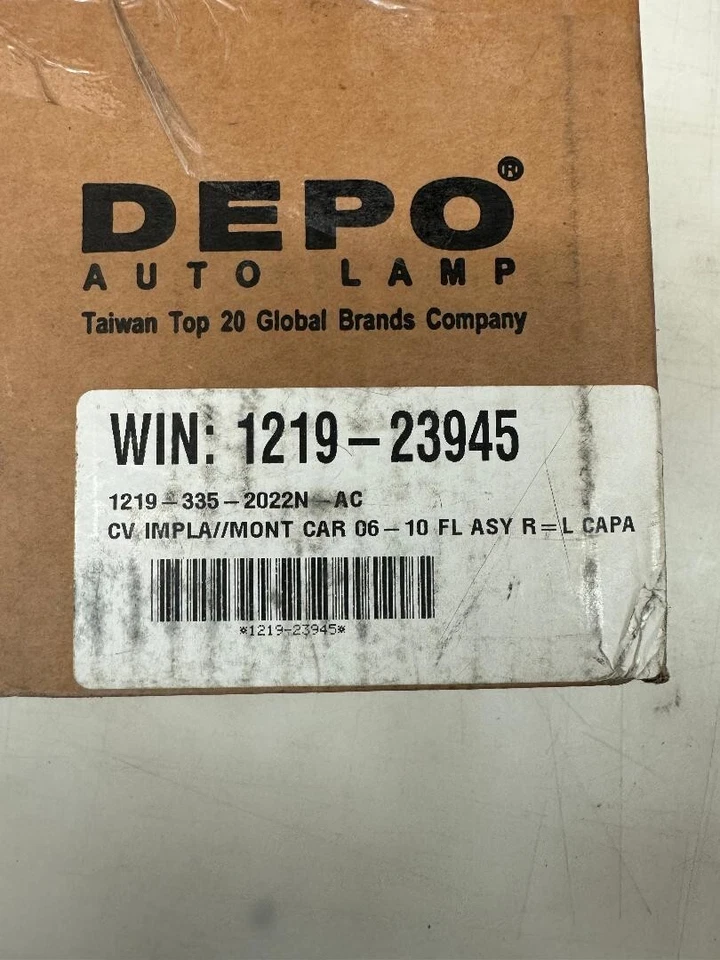 DEPO®
AUTO LAMP
Taiwan Top 20 Global Brands Company
WIN: 1219-23945
1219-335-2022N-AC
CV IMPLA//MONT CAR 06-10 FL ASY R=L CAPA
*1219-23945*